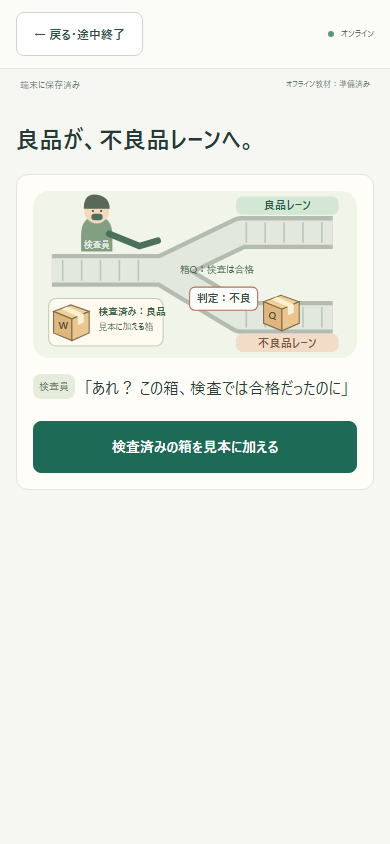 ← 戻る・途中終了
オンライン
端末に保存済み
オフライン教材：準備済み
良品が、不良品レーンへ。
良品レーン
検査員
箱Q：検査は合格
判定：不良
W
検査済み：良品
見本に加える箱
Q
不良品レーン
検査員
「あれ？ この箱、検査では合格だったのに」
検査済みの箱を見本に加える